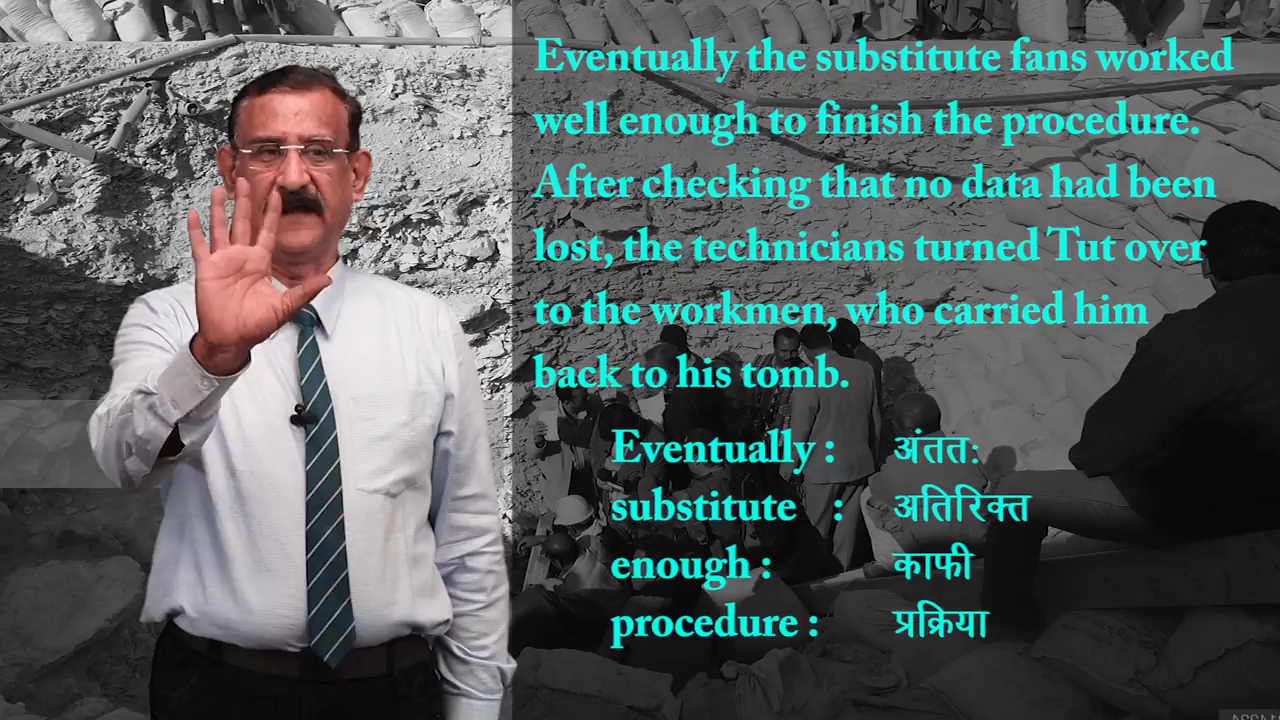 Eventually the substitute fans worked
well enough to finish the procedure.
After checking that no data had been
lost, the technicians turned Tut over
to the workmen, who carried him
back to his tomb.
Eventually : अंतत:
substitute : अतिरिक्त
enough : काफी
procedure : प्रक्रिया